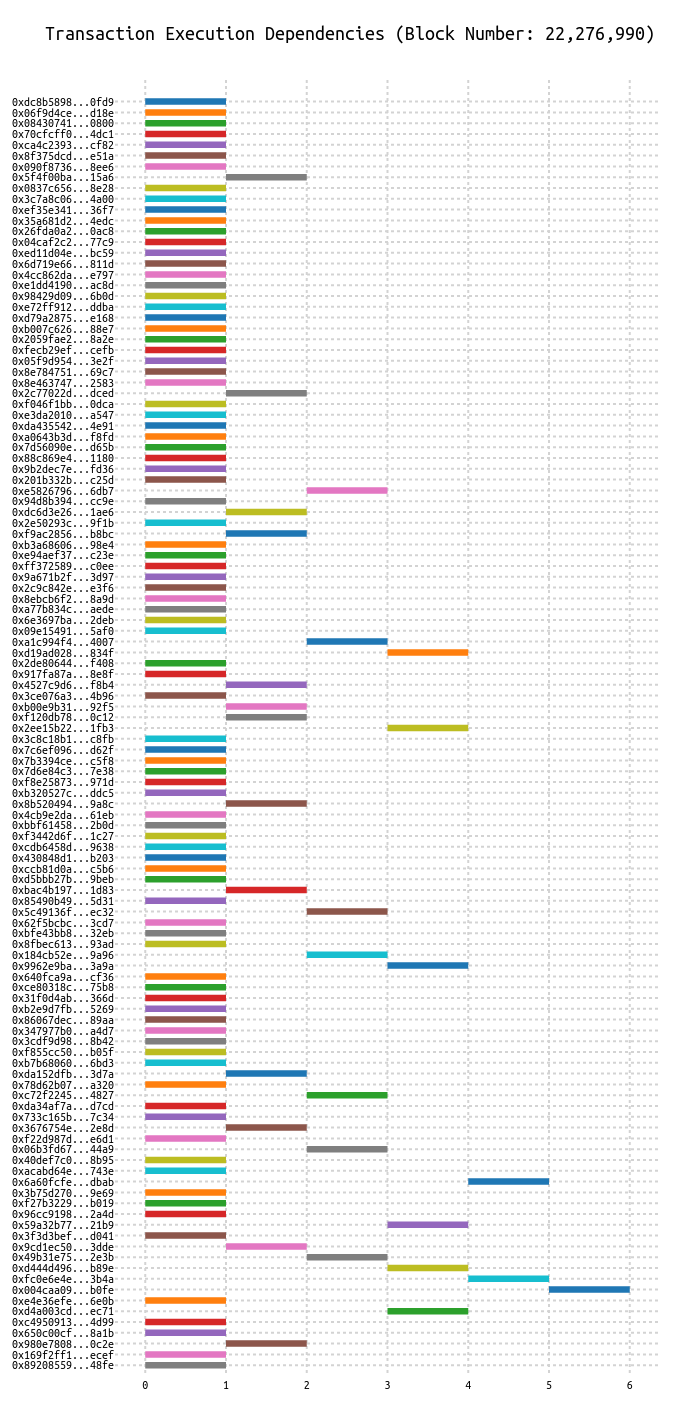 Transaction Execution Dependencies (Block Number: 22,276,990)
0xdc8b5898...0fd9
0x06f9d4ce...d18e
0x08430741...0800
0x70cfcff0...4dc1
0xca4c2393...cf82
0x8f375dcd...e51a
0x090f8736...8ee6
0x5f4f00ba...15a6
0x0837c656...8e28
0x3c7a8c06...4a00
0xef35e341...36f7
0x35a681d2...4edc
0x26fda0a2...0ac8
0x04caf2c2...77c9
0xed11d04e...bc59
0x6d719e66...811d
0x4cc862da...e797
0xe1dd4190...ac8d
0x98429d09...6b0d
0xe72ff912...ddba
0xd79a2875...e168
0xb007c626...88e7
0x2059fae2...8a2e
0xfecb29ef...cefb
0x05f9d954...3e2f
0x8e784751...69c7
0x8e463747...2583
0x2c77022d...dced
0xf046f1bb...0dca
0xe3da2010...a547
0xda435542...4e91
0xa0643b3d...f8fd
0x7d56090e...d65b
0x88c869e4...1180
0x9b2dec7e...fd36
0x201b332b...c25d
0xe5826796...6db7
0x94d8b394...cc9e
0xdc6d3e26...1ae6
0x2e50293c...9f1b
0xf9ac2856...b8bc
0xb3a68606...98e4
0xe94aef37...c23e
0xff372589...c0ee
0x9a671b2f...3d97
0x2c9c842e...e3f6
0x8ebcb6f2...8a9d
0xa77b834c...aede
0x6e3697ba...2deb
0x09e15491...5af0
0xa1c994f4...4007
0xd19ad028...834f
0x2de80644...f408
0x917fa87a...8e8f
0x4527c9d6...f8b4
0x3ce076a3...4b96
0xb00e9b31...92f5
0xf120db78...0c12
0x2ee15b22...1fb3
0x3c8c18b1...c8fb
0x7c6ef096...d62f
0x7b3394ce...c5f8
0x7d6e84c3...7e38
0xf8e25873...971d
0xb320527c...ddc5
0x8b520494...9a8c
0x4cb9e2da...61eb
0xbbf61458...2b0d
0xf3442d6f...1c27
0xcdb6458d...9638
0x430848d1...b203
0xccb81d0a...c5b6
0xd5bbb27b...9beb
0xbac4b197...1d83
0x85490b49...5d31
0x5c49136f...ec32
0x62f5bcbc...3cd7
0xbfe43bb8...32eb
0x8fbec613...93ad
0x184cb52e...9a96
0x9962e9ba...3a9a
0x640fca9a...cf36
0xce80318c...75b8
0x31f0d4ab...366d
0xb2e9d7fb...5269
0x86067dec...89aa
0x347977b0...a4d7
0x3cdf9d98...8b42
0xf855cc50...b05f
0xb7b68060...6bd3
0xda152dfb...3d7a
0x78d62b07...a320
0xc72f2245...4827
0xda34af7a...d7cd
0x733c165b...7c34
0x3676754e...2e8d
0xf22d987d...e6d1
0x06b3fd67...44a9
0x40def7c0...8b95
0xacabd64e...743e
0x6a60fcfe...dbab
0x3b75d270...9e69
0xf27b3229...b019
0x96cc9198...2a4d
0x59a32b77...21b9
0x3f3d3bef...d041
0x9cd1ec50...3dde
0x49b31e75...2e3b
0xd444d496...b89e
0xfc0e6e4e...3b4a
0x004caa09...b0fe
0xe4e36efe...6e0b
0xd4a003cd...ec71
0xc4950913...4d99
0x650c00cf...8a1b
0x980e7808...0c2e
0x169f2ff1...ecef
0x89208559...48fe
0 1 2 3 4 5 6